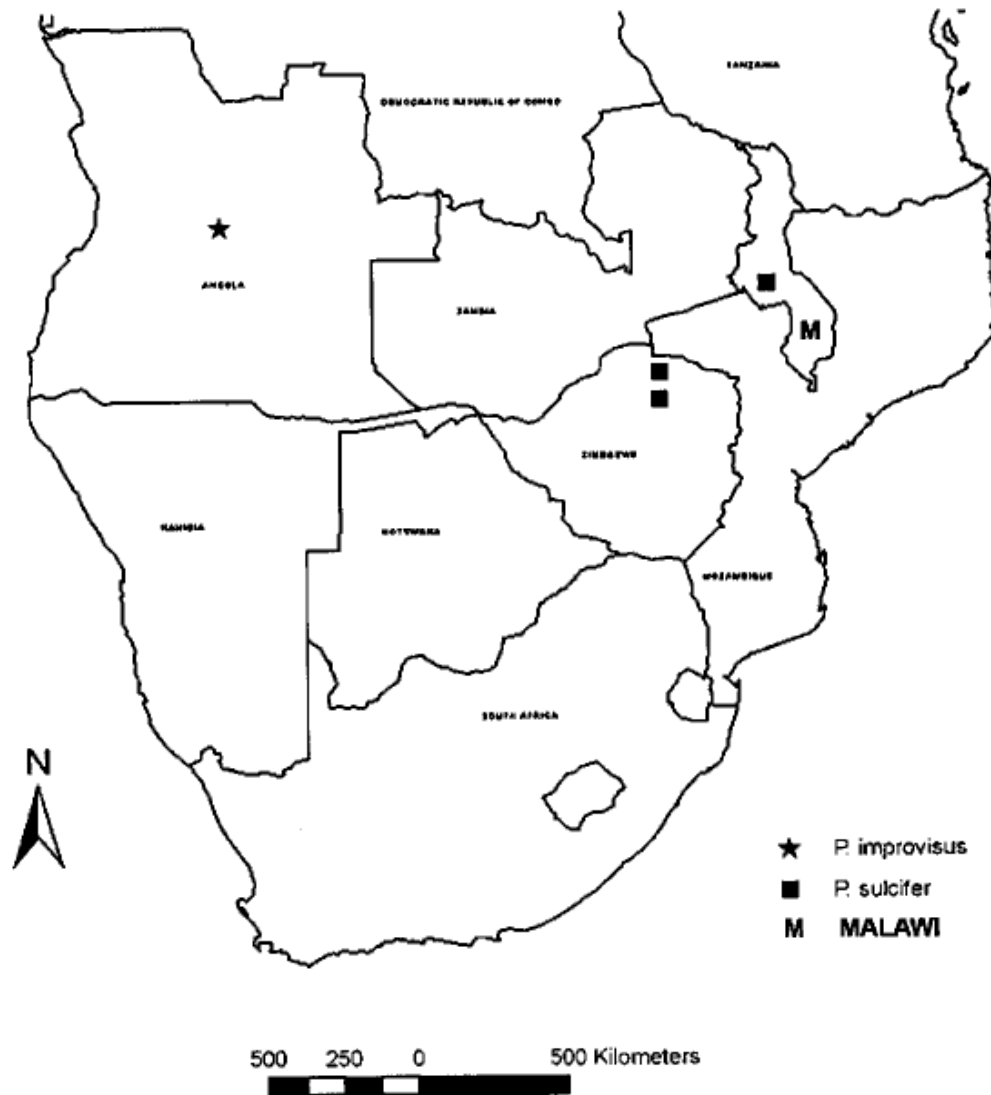 TANZANIA
DEMOCRATIC REPUBLIC OF CONGO
ANGOLA
ZAMBIA
M
ZIMBABWE
NAMIBIA
BOTSWANA
MOZAMBIQUE
SOUTH AFRICA
N
P. improvisus
P. sulcifer
M MALAWI
500 250 0 500 Kilometers